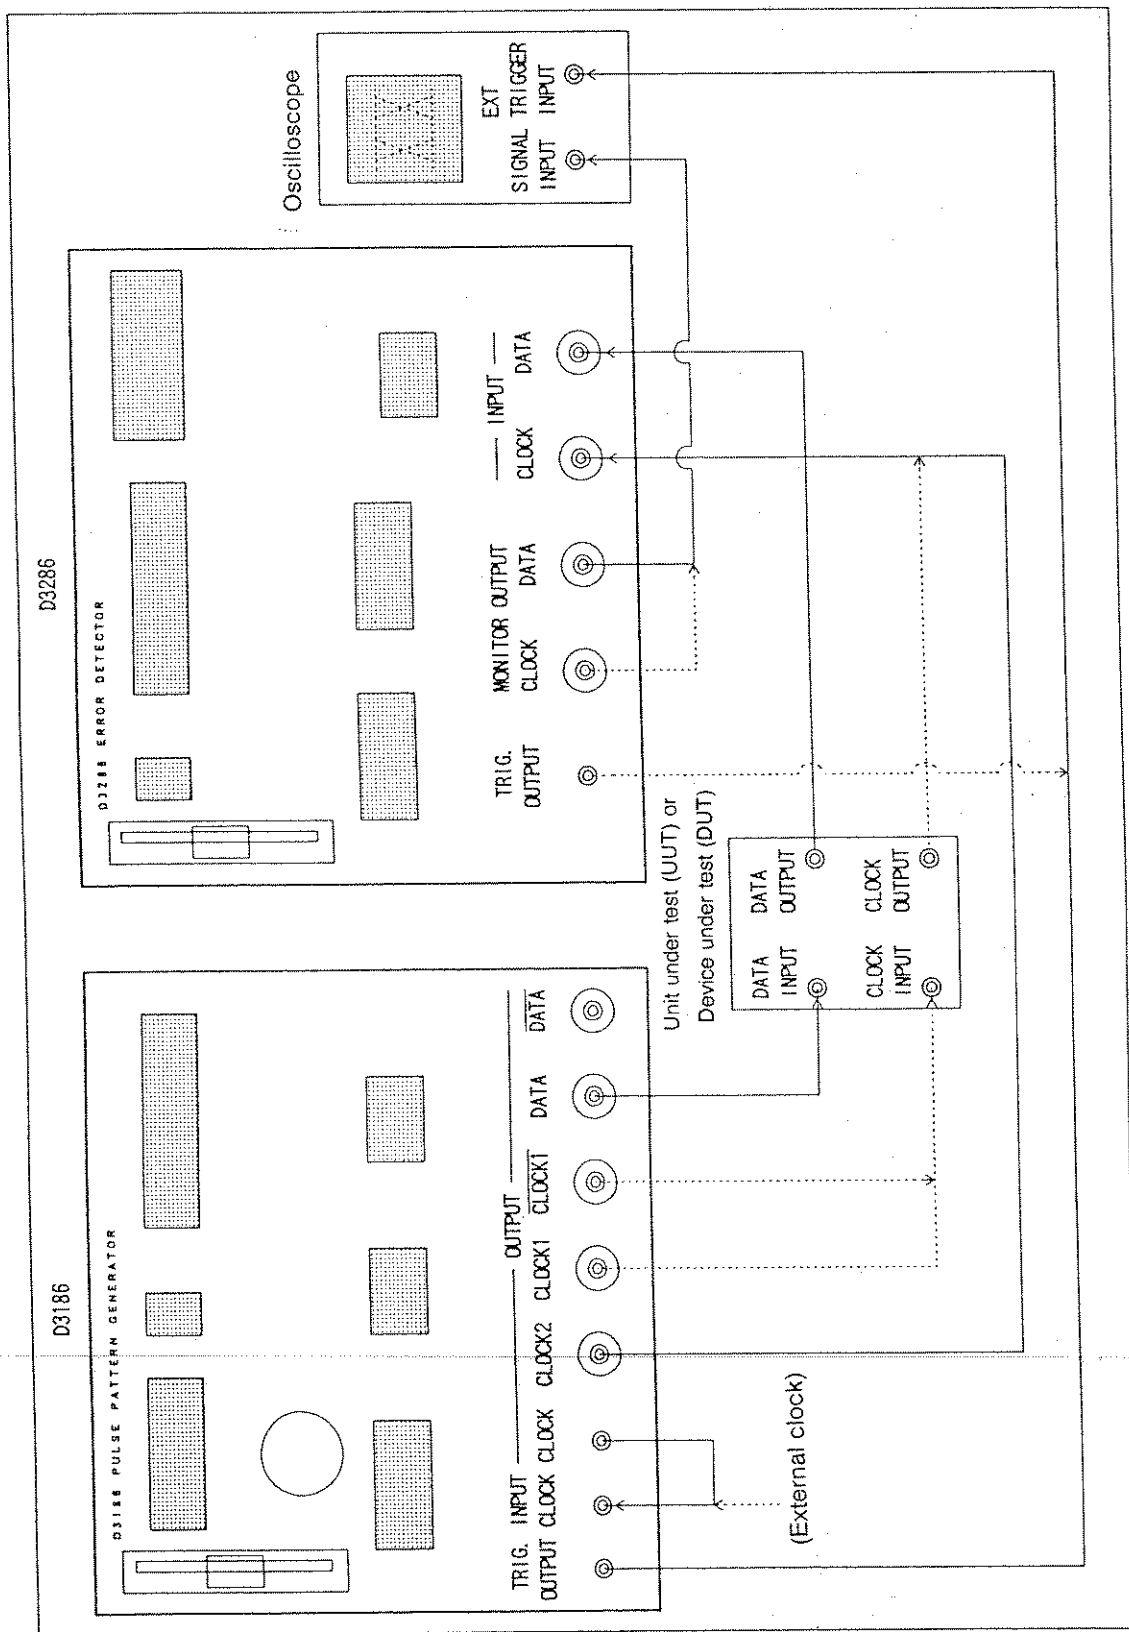 D3186
D3186 PULSE PATTERN GENERATOR
TRIG. INPUT OUTPUT
OUTPUT CLOCK CLOCK CLOCK2 CLOCK1 CLOCK1 DATA DATA
(External clock)
D3286
D3286 ERROR DETECTOR
TRIG. MONITOR OUTPUT INPUT
OUTPUT CLOCK DATA CLOCK DATA
Unit under test (UUT) or
Device under test (DUT)
DATA DATA
INPUT OUTPUT
CLOCK CLOCK
INPUT OUTPUT
Oscilloscope
EXT
SIGNAL TRIGGER
INPUT INPUT